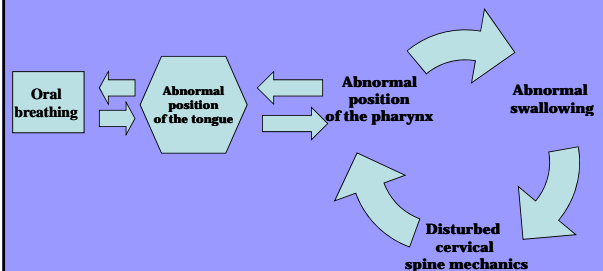 Oral
breathing
Abnormal
position
of the tongue
Abnormal
position
of the pharynx
Abnormal
swallowing
Disturbed
cervical
spine mechanics